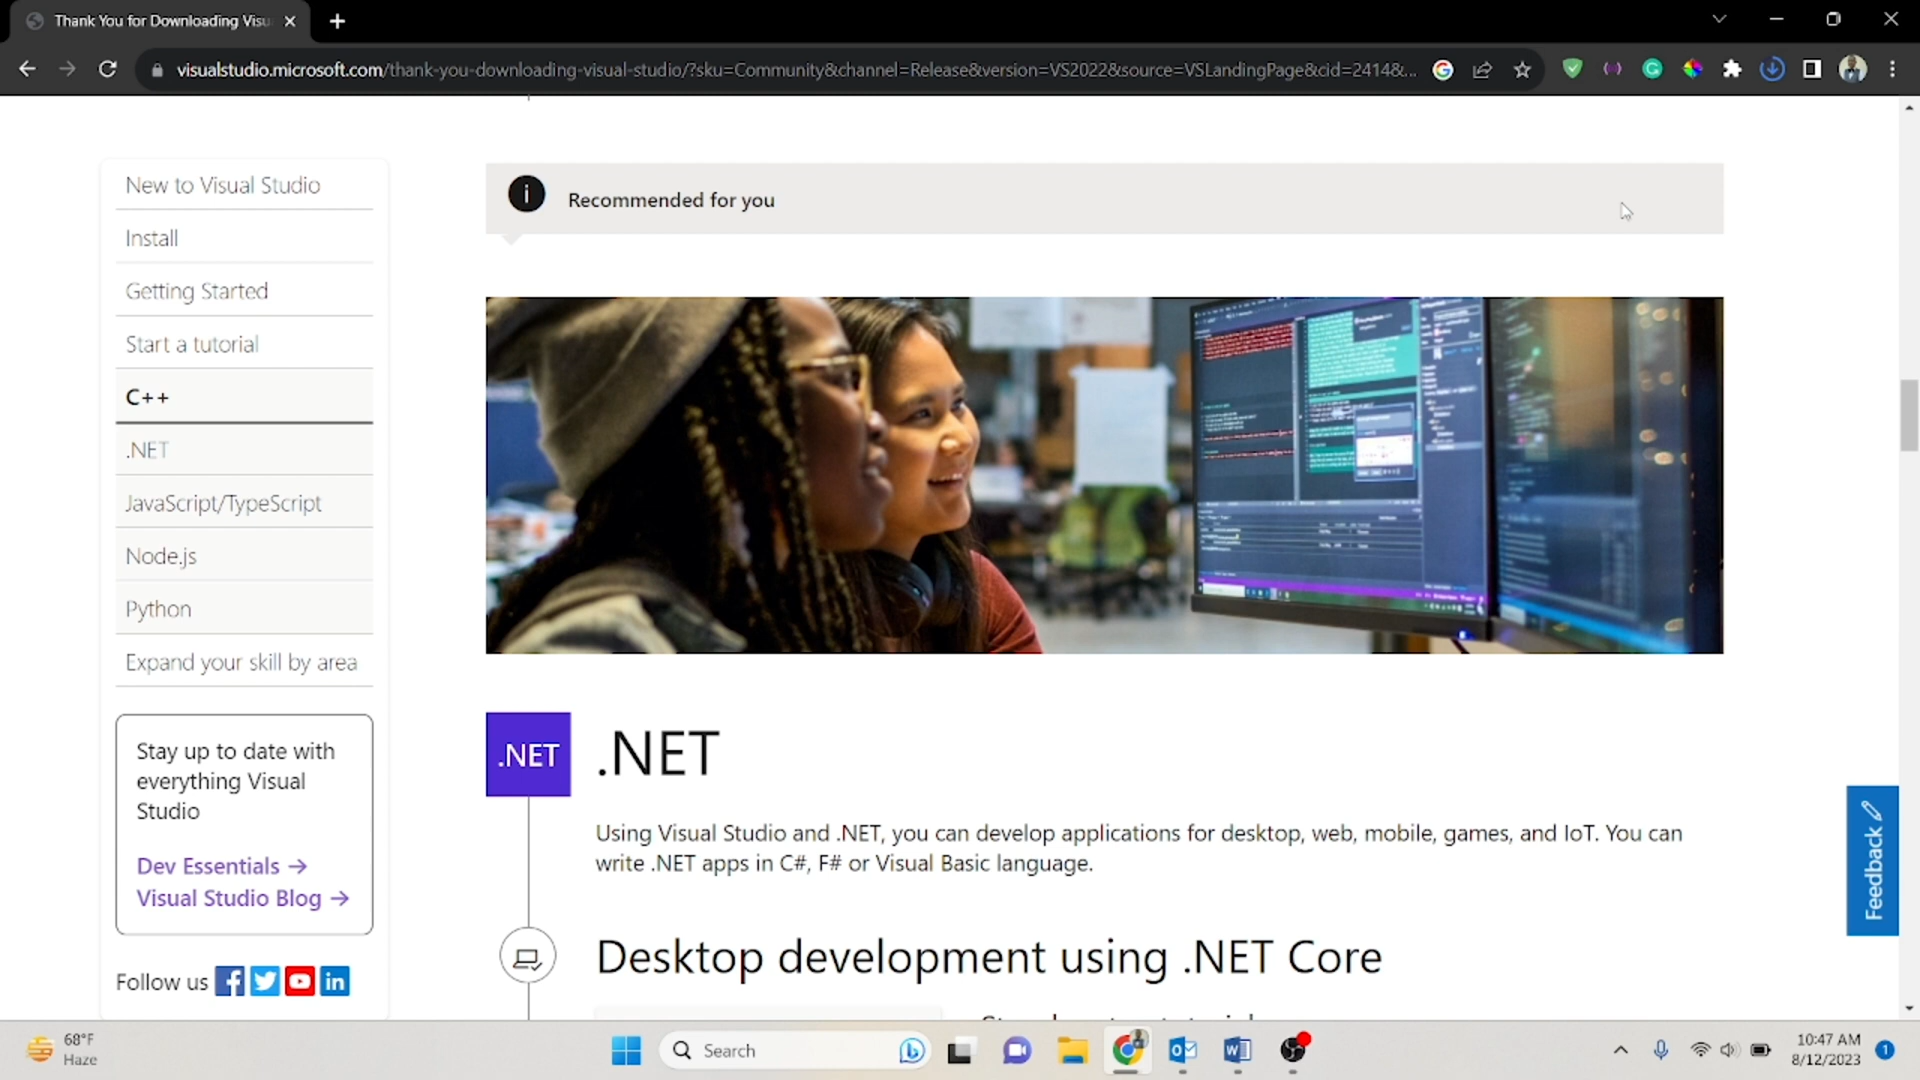 Thank You for Downloading Visu
visualstudio.microsoft.com/thank-you-downloading-visual-studio/?sku=Community&channel=Release&version=VS2022&source=VSLandingPage&cid=2414&...
New to Visual Studio
Install
Getting Started
Start a tutorial
C++
.NET
JavaScript/TypeScript
Node.js
Python
Expand your skill by area
Stay up to date with
everything Visual
Studio
Dev Essentials →
Visual Studio Blog →
Follow us
Recommended for you
.NET
.NET
Using Visual Studio and .NET, you can develop applications for desktop, web, mobile, games, and IoT. You can
write .NET apps in C#, F# or Visual Basic language.
Desktop development using .NET Core
Feedback
68°F
Haze
Search
10:47 AM
8/12/2023
1